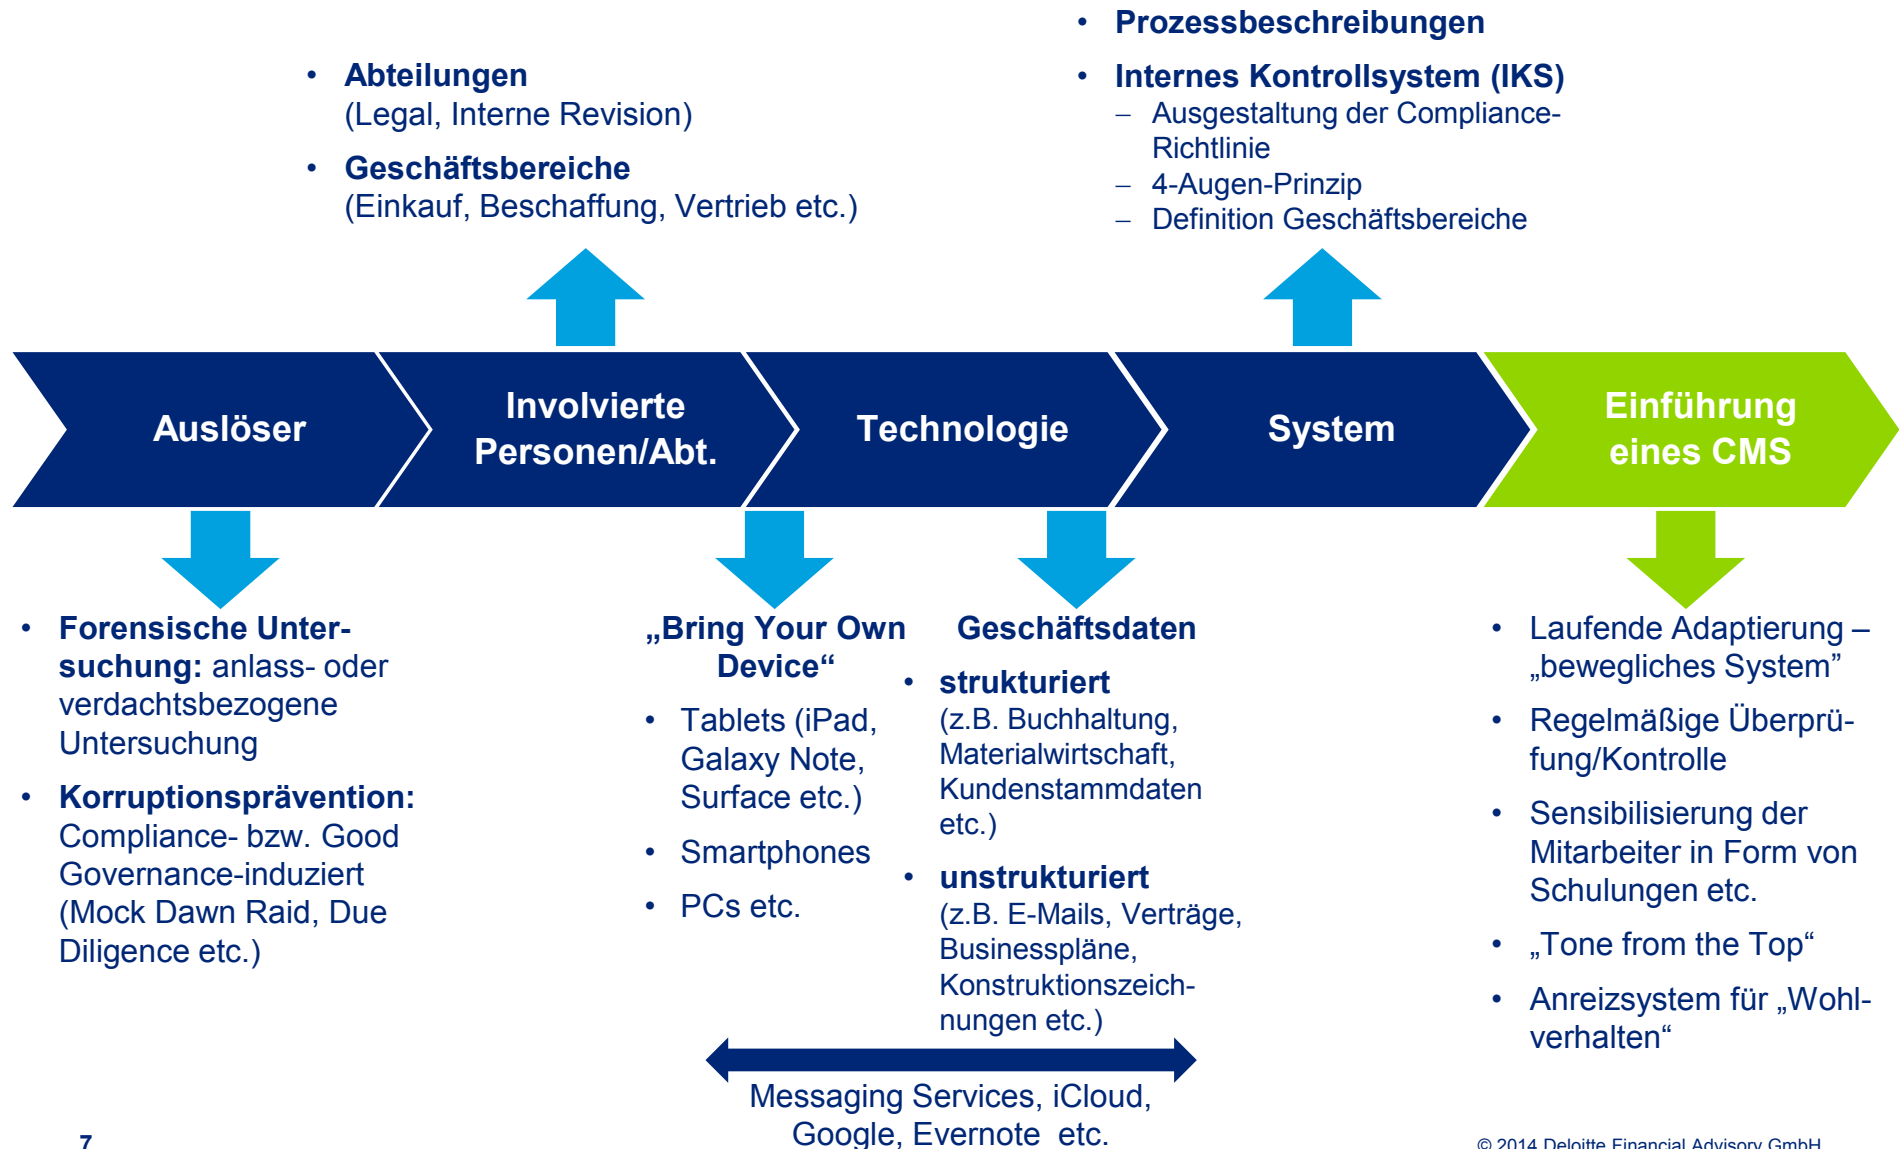 • Prozessbeschreibungen
• Internes Kontrollsystem (IKS)
– Ausgestaltung der Compliance-
Richtlinie
– 4-Augen-Prinzip
– Definition Geschäftsbereiche
• Abteilungen
(Legal, Interne Revision)
• Geschäftsbereiche
(Einkauf, Beschaffung, Vertrieb etc.)
Auslöser
Involvierte
Personen/Abt.
Technologie
System
Einführung
eines CMS
• Forensische Unter-
suchung: anlass- oder
verdachtsbezogene
Untersuchung
• Korruptionsprävention:
Compliance- bzw. Good
Governance-induziert
(Mock Dawn Raid, Due
Diligence etc.)
„Bring Your Own
Device“
• Tablets (iPad,
Galaxy Note,
Surface etc.)
• Smartphones
• PCs etc.
Geschäftsdaten
• strukturiert
(z.B. Buchhaltung,
Materialwirtschaft,
Kundenstammdaten
etc.)
• unstrukturiert
(z.B. E-Mails, Verträge,
Businesspläne,
Konstruktionszeich-
nungen etc.)
Messaging Services, iCloud,
Google, Evernote etc.
• Laufende Adaptierung –
„bewegliches System”
• Regelmäßige Überprü-
fung/Kontrolle
• Sensibilisierung der
Mitarbeiter in Form von
Schulungen etc.
• „Tone from the Top“
• Anreizsystem für „Wohl-
verhalten“
7
© 2014 Deloitte Financial Advisory GmbH